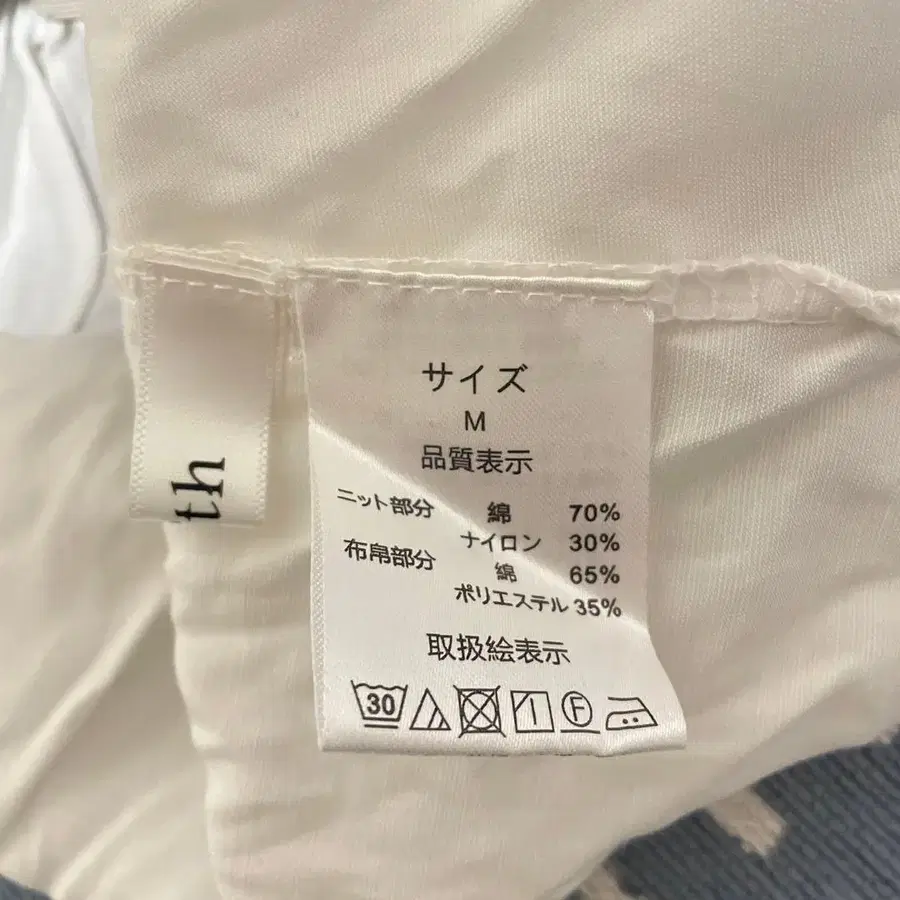 サイズ
M
品質表示
ニット部分 綿 70%
ナイロン 30%
布帛部分 綿 65%
ポリエステル 35%
取扱絵表示
30 F
th